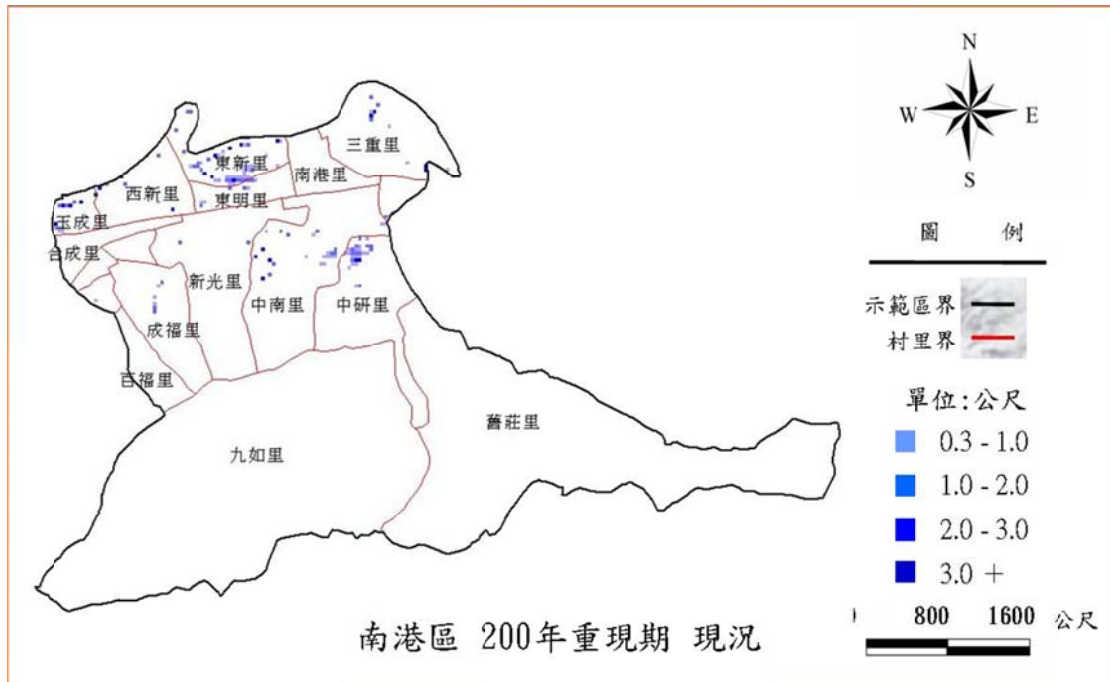 N
W
E
S
三重里
東新里
南港里
西新里
東明里
玉成里
合成里
新光里
中南里
中研里
成福里
百福里
舊莊里
九如里
圖 例
示範區界
村里界
單位:公尺
0.3 - 1.0
1.0 - 2.0
2.0 - 3.0
3.0 +
800 1600 公尺
南港區 200年重現期 現況